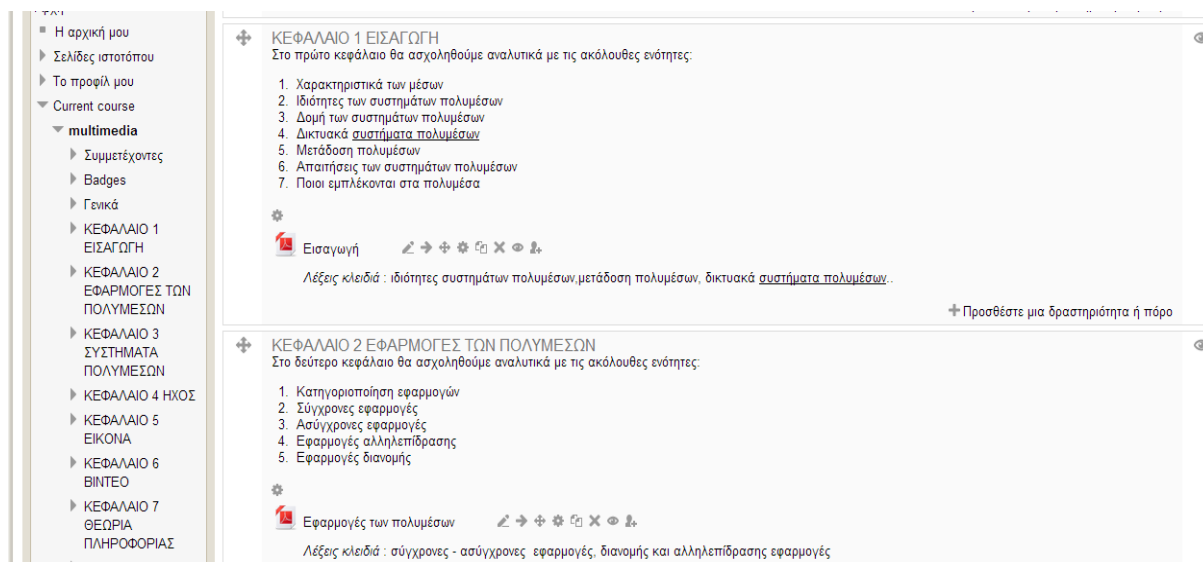 Η αρχική μου
Σελίδες ιστοτόπου
Το προφίλ μου
Current course
multimedia
Συμμετέχοντες
Badges
Γενικά
ΚΕΦΑΛΑΙΟ 1
ΕΙΣΑΓΩΓΗ
ΚΕΦΑΛΑΙΟ 2
ΕΦΑΡΜΟΓΕΣ ΤΩΝ
ΠΟΛΥΜΕΣΩΝ
ΚΕΦΑΛΑΙΟ 3
ΣΥΣΤΗΜΑΤΑ
ΠΟΛΥΜΕΣΩΝ
ΚΕΦΑΛΑΙΟ 4 ΗΧΟΣ
ΚΕΦΑΛΑΙΟ 5
ΕΙΚΟΝΑ
ΚΕΦΑΛΑΙΟ 6
ΒΙΝΤΕΟ
ΚΕΦΑΛΑΙΟ 7
ΘΕΩΡΙΑ
ΠΛΗΡΟΦΟΡΙΑΣ
ΚΕΦΑΛΑΙΟ 1 ΕΙΣΑΓΩΓΗ
Στο πρώτο κεφάλαιο θα ασχοληθούμε αναλυτικά με τις ακόλουθες ενότητες:
1. Χαρακτηριστικά των μέσων
2. Ιδιότητες των συστημάτων πολυμέσων
3. Δομή των συστημάτων πολυμέσων
4. Δικτυακά συστήματα πολυμέσων
5. Μετάδοση πολυμέσων
6. Απαιτήσεις των συστημάτων πολυμέσων
7. Ποιοι εμπλέκονται στα πολυμέσα
Εισαγωγή
Λέξεις κλειδιά : ιδιότητες συστημάτων πολυμέσων,μετάδοση πολυμέσων, δικτυακά συστήματα πολυμέσων..
Προσθέστε μια δραστηριότητα ή πόρο
ΚΕΦΑΛΑΙΟ 2 ΕΦΑΡΜΟΓΕΣ ΤΩΝ ΠΟΛΥΜΕΣΩΝ
Στο δεύτερο κεφάλαιο θα ασχοληθούμε αναλυτικά με τις ακόλουθες ενότητες:
1. Κατηγοριοποίηση εφαρμογών
2. Σύγχρονες εφαρμογές
3. Ασύγχρονες εφαρμογές
4. Εφαρμογές αλληλεπίδρασης
5. Εφαρμογές διανομής
Εφαρμογές των πολυμέσων
Λέξεις κλειδιά : σύγχρονες - ασύγχρονες εφαρμογές, διανομής και αλληλεπίδρασης εφαρμογές